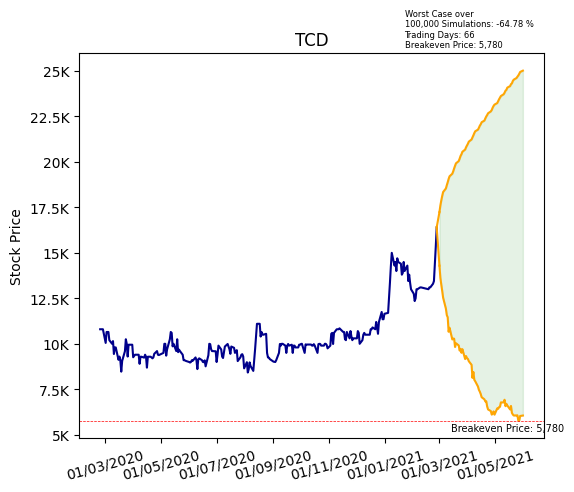 Worst Case over
100,000 Simulations: -64.78 %
Trading Days: 66
Breakeven Price: 5,780
TCD
Stock Price
25K
22.5K
20K
17.5K
15K
12.5K
10K
7.5K
5K
Breakeven Price: 5,780
01/03/2020
01/05/2020
01/07/2020
01/09/2020
01/11/2020
01/01/2021
01/03/2021
01/05/2021